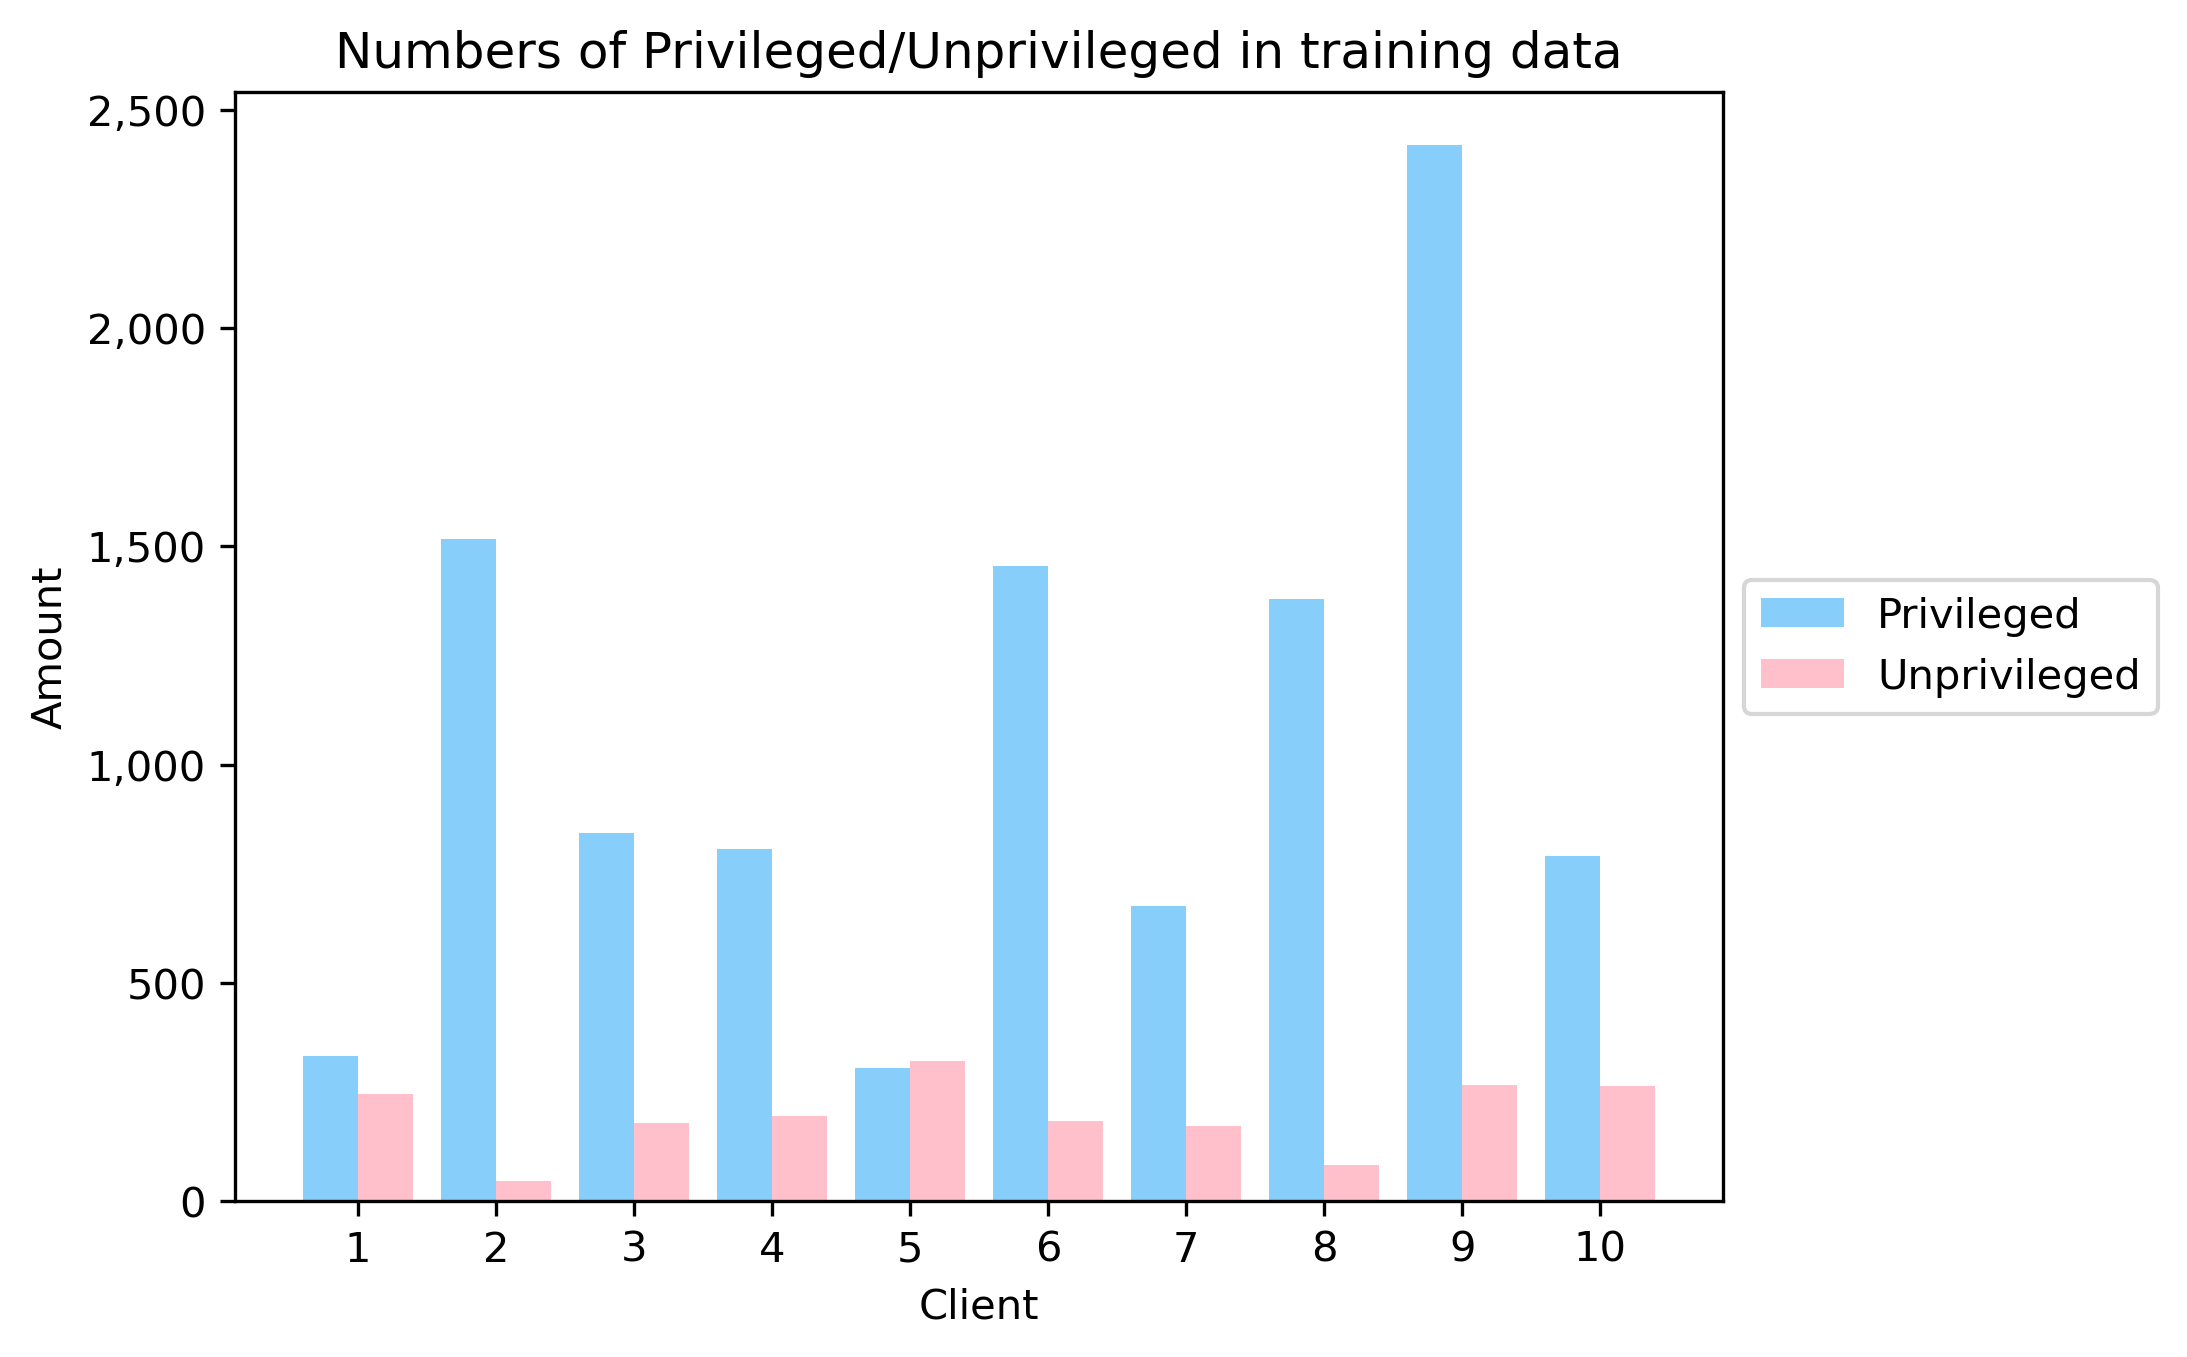 Numbers of Privileged/Unprivileged in training data
2,500
2,000
1,500
1,000
500
0
Amount
1 2 3 4 5 6 7 8 9 10
Client
Privileged
Unprivileged